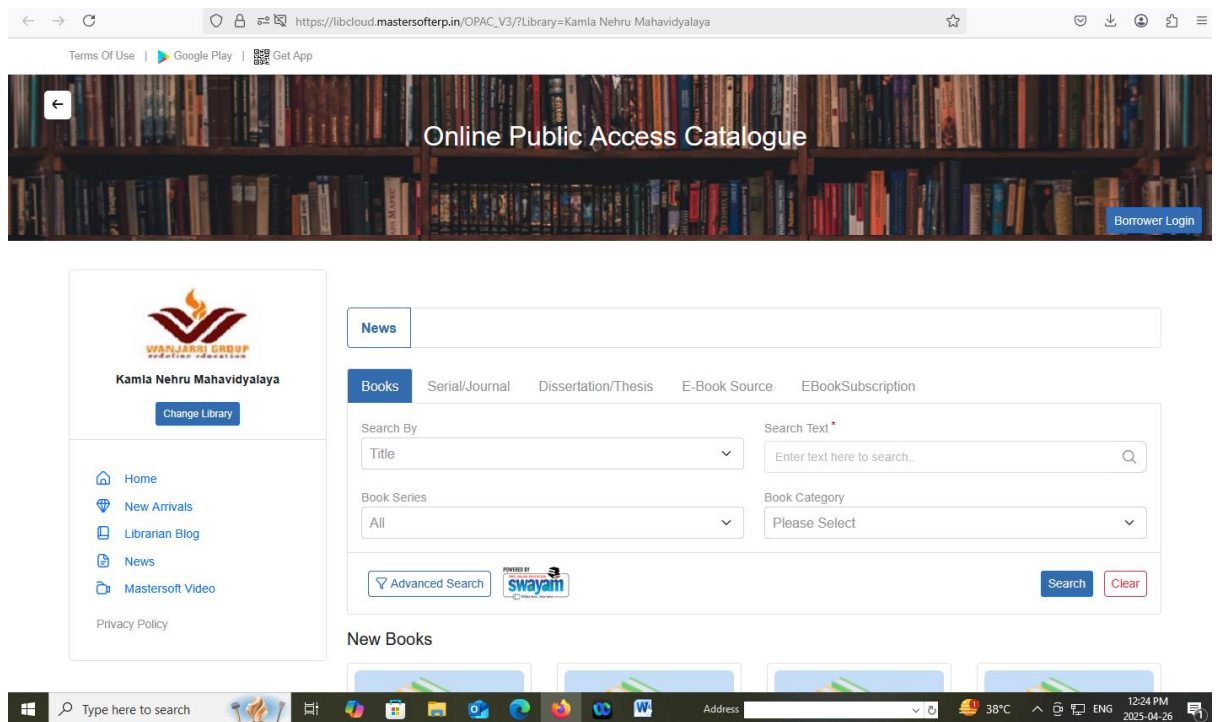 https://libcloud.mastersofterp.in/OPAC_V3/?Library=Kamla Nehru Mahavidyalaya
Terms Of Use | Google Play | Get App
Online Public Access Catalogue
Borrower Login
WANJARRI GROUP
redefine education
Kamla Nehru Mahavidyalaya
Change Library
Home
New Arrivals
Librarian Blog
News
Mastersoft Video
Privacy Policy
News
Books Serial/Journal Dissertation/Thesis E-Book Source EBookSubscription
Search By Search Text *
Title Enter text here to search..
Book Series Book Category
All Please Select
Advanced Search POWERED BY swayam Search Clear
New Books
Type here to search Address 38°C ENG 12:24 PM
2025-04-26